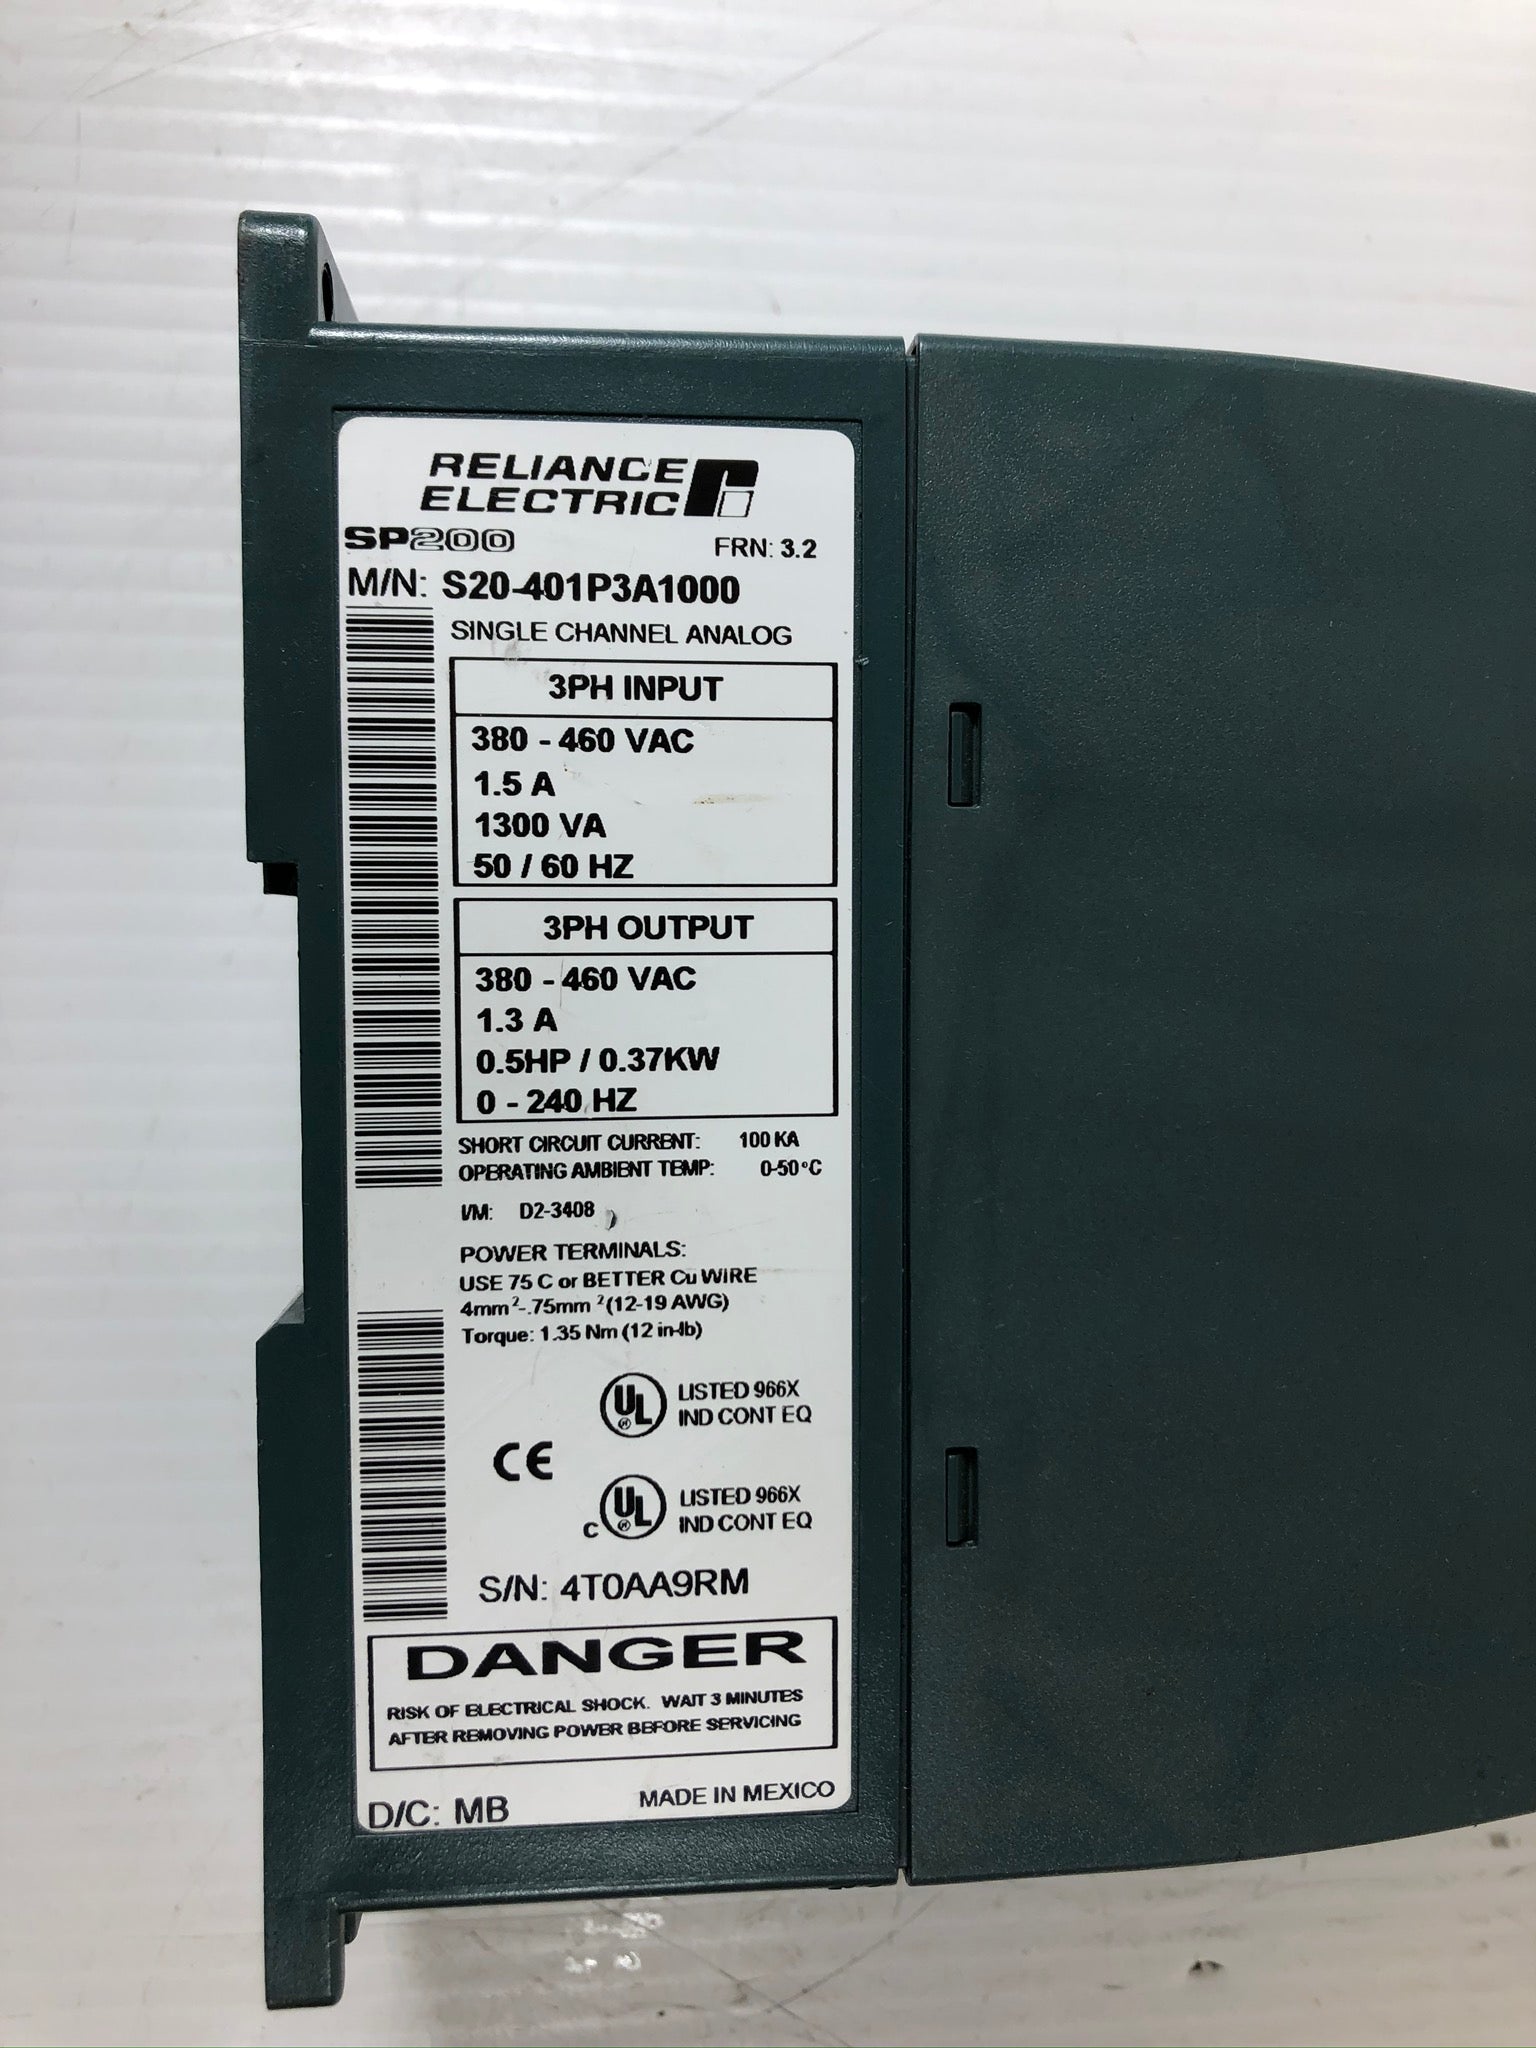 RELIANCE
ELECTRIC
SP200
FRN: 3.2
M/N: S20-401P3A1000
SINGLE CHANNEL ANALOG
3PH INPUT
380 - 460 VAC
1.5 A
1300 VA
50 / 60 HZ
3PH OUTPUT
380 - 460 VAC
1.3 A
0.5HP / 0.37KW
0 - 240 HZ
SHORT CIRCUIT CURRENT: 100 KA
OPERATING AMBIENT TEMP: 0-50°C
I/M: D2-3408
POWER TERMINALS:
USE 75 C or BETTER Cu WIRE
4mm²-.75mm ²(12-19 AWG)
Torque: 1.35 Nm (12 in-lb)
UL LISTED 966X
IND CONT EQ
CE
c UL LISTED 966X
IND CONT EQ
S/N: 4T0AA9RM
DANGER
RISK OF ELECTRICAL SHOCK. WAIT 3 MINUTES
AFTER REMOVING POWER BEFORE SERVICING
D/C: MB
MADE IN MEXICO